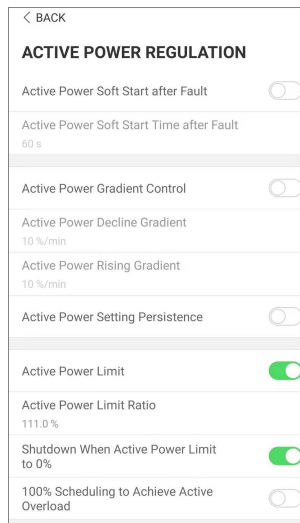 < BACK
ACTIVE POWER REGULATION
Active Power Soft Start after Fault
Active Power Soft Start Time after Fault
60 s
Active Power Gradient Control
Active Power Decline Gradient
10 %/min
Active Power Rising Gradient
10 %/min
Active Power Setting Persistence
Active Power Limit
Active Power Limit Ratio
111.0 %
Shutdown When Active Power Limit
to 0%
100% Scheduling to Achieve Active
Overload